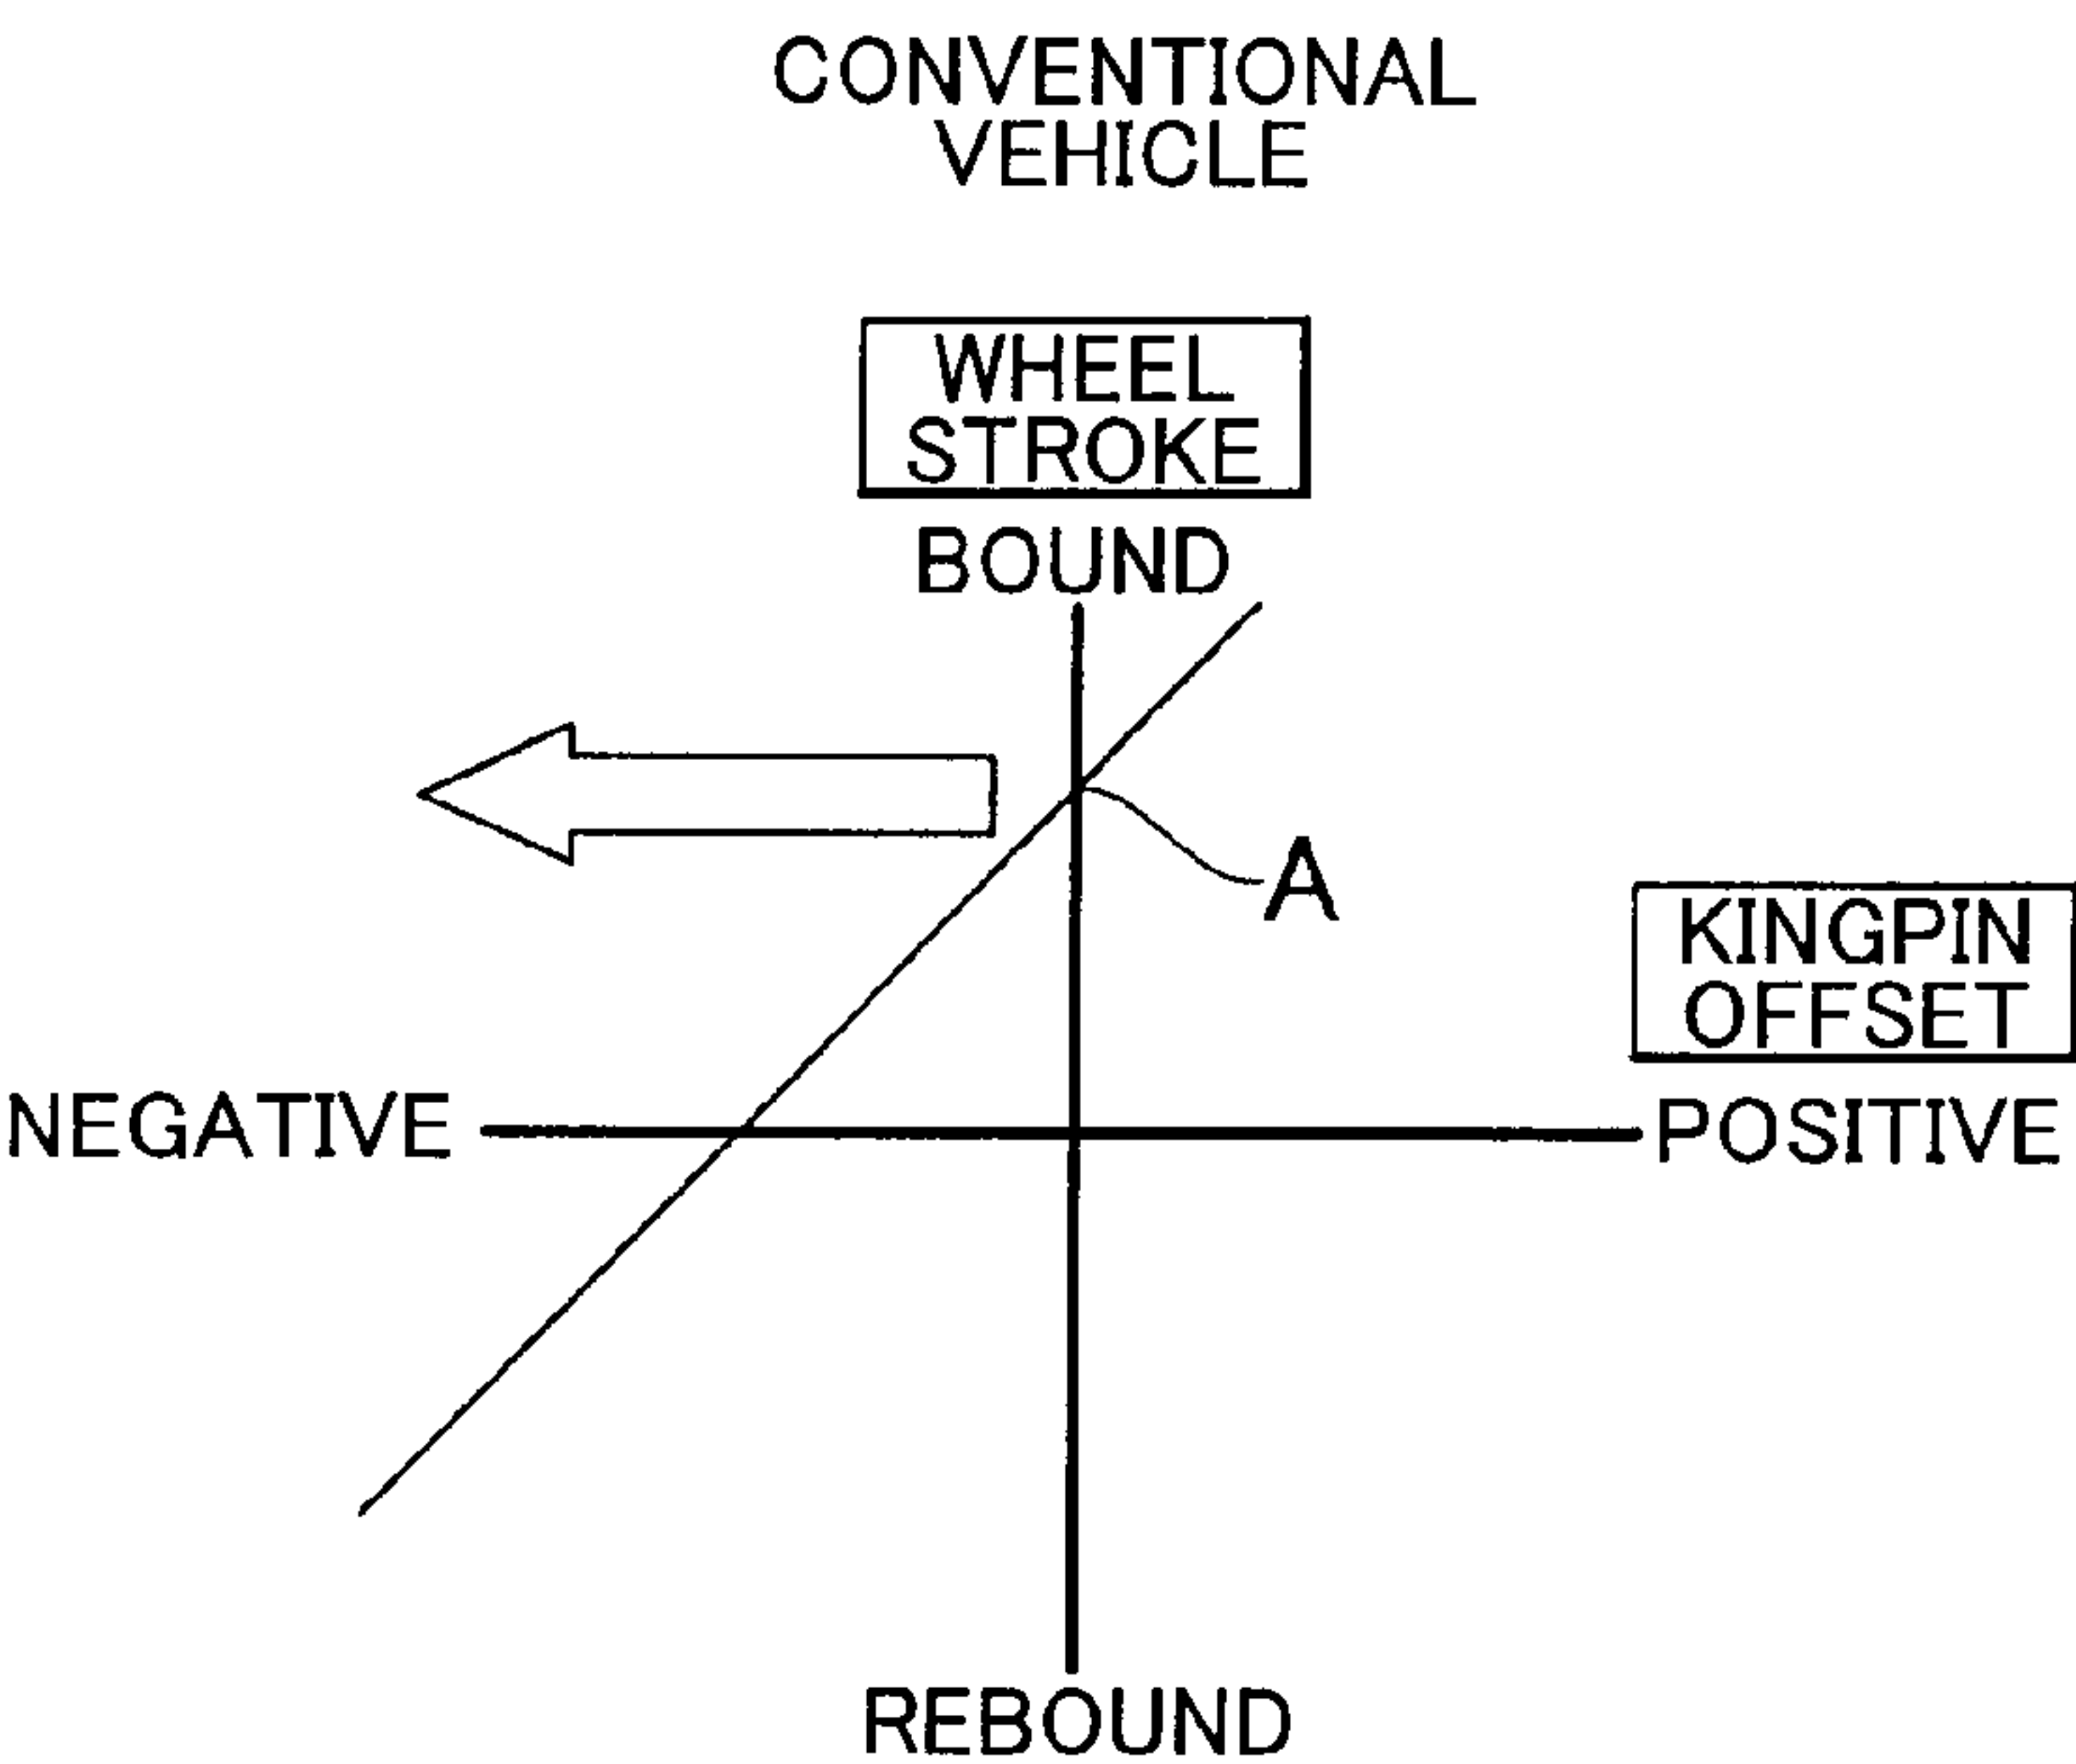 CONVENTIONAL
VEHICLE
WHEEL
STROKE
BOUND
A
KINGPIN
OFFSET
NEGATIVE
POSITIVE
REBOUND